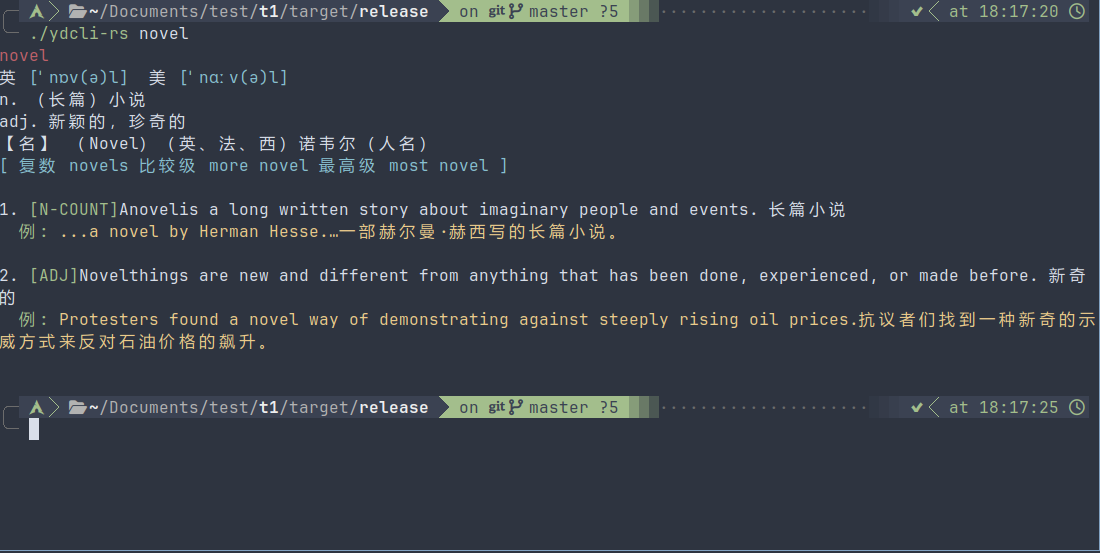 ~/Documents/test/t1/target/release on git master ?5 at 18:17:20
./ydcli-rs novel
novel
英 [ˈnɒv(ə)l] 美 [ˈnɑːv(ə)l]
n. （长篇）小说
adj. 新颖的，珍奇的
【名】 （Novel）（英、法、西）诺韦尔（人名）
[ 复数 novels 比较级 more novel 最高级 most novel ]
1. [N-COUNT]Anovelis a long written story about imaginary people and events. 长篇小说
例: ...a novel by Herman Hesse.…一部赫尔曼·赫西写的长篇小说。
2. [ADJ]Novelthings are new and different from anything that has been done, experienced, or made before. 新奇
的
例: Protesters found a novel way of demonstrating against steeply rising oil prices.抗议者们找到一种新奇的示
威方式来反对石油价格的飙升。
~/Documents/test/t1/target/release on git master ?5 at 18:17:25